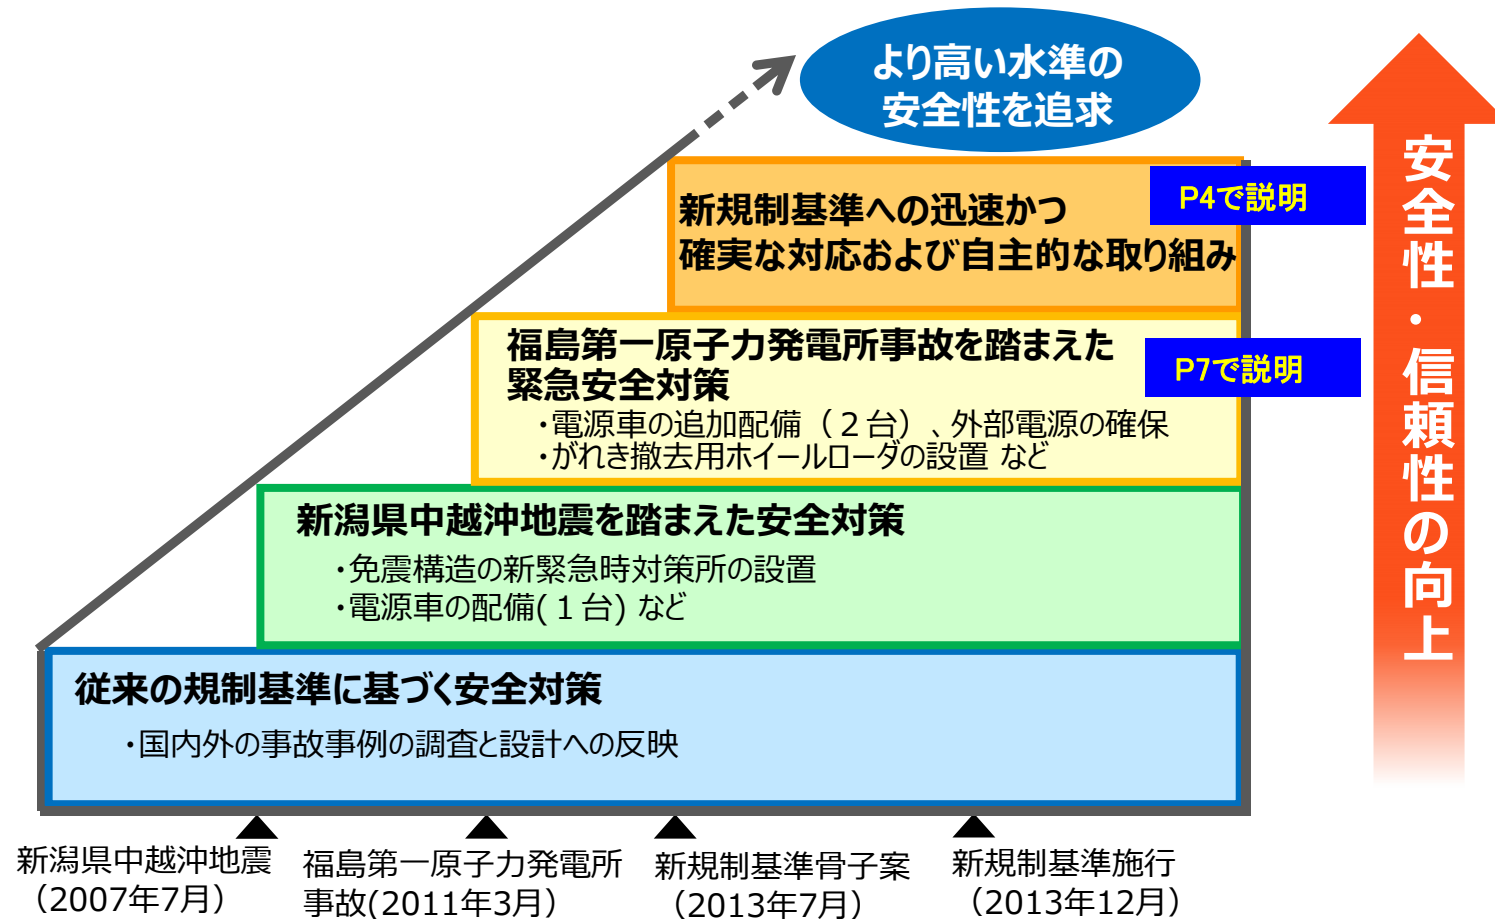 より高い水準の
安全性を追求
新規制基準への迅速かつ
確実な対応および自主的な取り組み
P4で説明
福島第一原子力発電所事故を踏まえた
緊急安全対策
・電源車の追加配備（２台）、外部電源の確保
・がれき撤去用ホイールローダの設置 など
P7で説明
新潟県中越沖地震を踏まえた安全対策
・免震構造の新緊急時対策所の設置
・電源車の配備(１台) など
従来の規制基準に基づく安全対策
・国内外の事故事例の調査と設計への反映
新潟県中越沖地震
（2007年7月）
福島第一原子力発電所
事故(2011年3月）
新規制基準骨子案
（2013年7月）
新規制基準施行
（2013年12月）
安全性・信頼性の向上